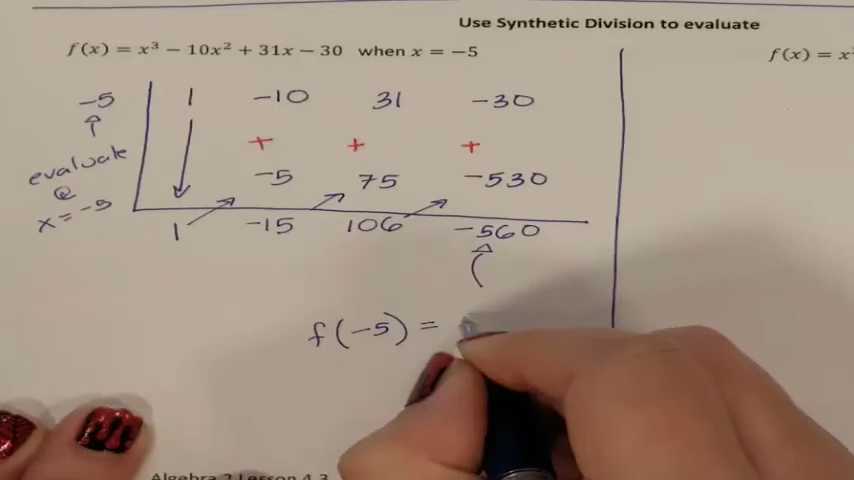 Use Synthetic Division to evaluate
f(x) = x³ − 10x² + 31x − 30 when x = −5
f(x) = x
-5 1 -10 31 -30
+ + +
evaluate
@
x = -5
-5 75 -530
1 -15 106 -560
f(-5) =
Algebra 2 Lesson 4.3